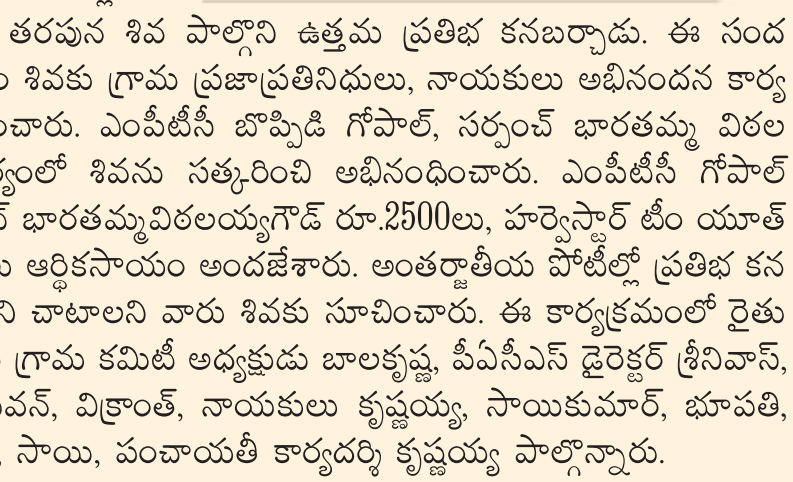 తరపున శివ పాల్గొని ఉత్తమ ప్రతిభ కనబర్చాడు. ఈ సంద
శివకు గ్రామ ప్రజాప్రతినిధులు, నాయకులు అభినందన కార్య
చారు. ఎంపీటీసీ బొప్పిడి గోపాల్, సర్పంచ్ భారతమ్మ విఠల
్యంలో శివను సత్కరించి అభినంధించారు. ఎంపీటీసీ గోపాల్
భారతమ్మవిఠలయ్యగౌడ్ రూ.2500లు, హర్వెస్టార్ టీం యూత్
ఆర్థికసాయం అందజేశారు. అంతర్జాతీయ పోటీల్లో ప్రతిభ కన
ని చాటాలని వారు శివకు సూచించారు. ఈ కార్యక్రమంలో రైతు
గ్రామ కమిటీ అధ్యక్షుడు బాలకృష్ణ, పీఏసీఎస్ డైరెక్టర్ శ్రీనివాస్,
వన్, విక్రాంత్, నాయకులు కృష్ణయ్య, సాయికుమార్, భూపతి,
సాయి, పంచాయతీ కార్యదర్శి కృష్ణయ్య పాల్గొన్నారు.